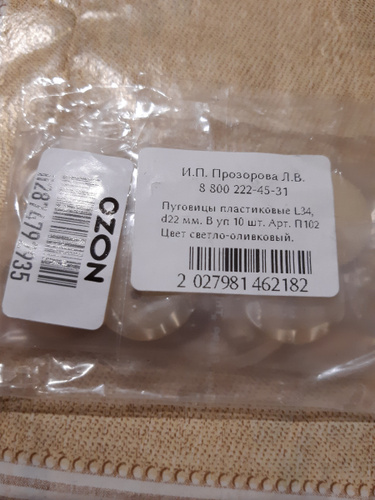 И.П. Прозорова Л.В.
8 800 222-45-31
Пуговицы пластиковые L34,
d22 мм. В уп 10 шт. Арт. П102
Цвет светло-оливковый.
2 027981 462182
OZON